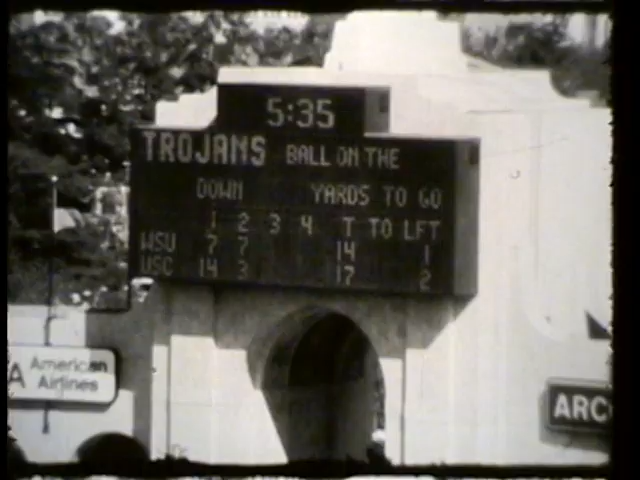 5:35
TROJANS BALL ON THE
DOWN YARDS TO GO
1 2 3 4 T TO LFT
WSU 7 7 14 1
USC 14 3 17 2
A American
Airlines
ARC